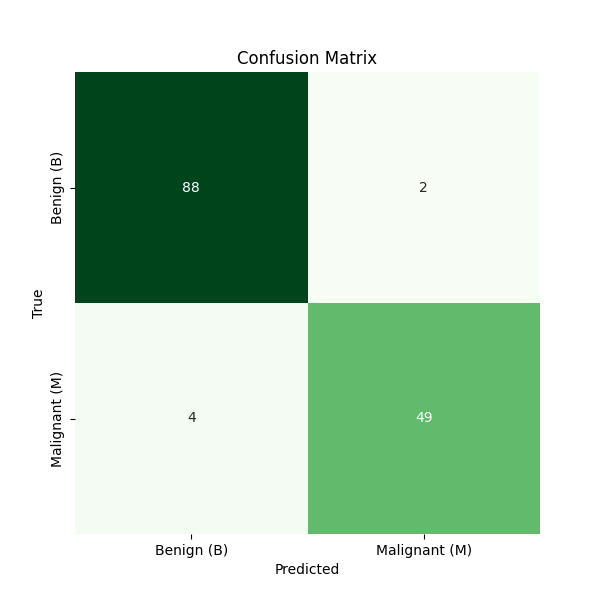 Confusion Matrix
True
Benign (B)
88
2
Malignant (M)
4
49
Benign (B)
Malignant (M)
Predicted